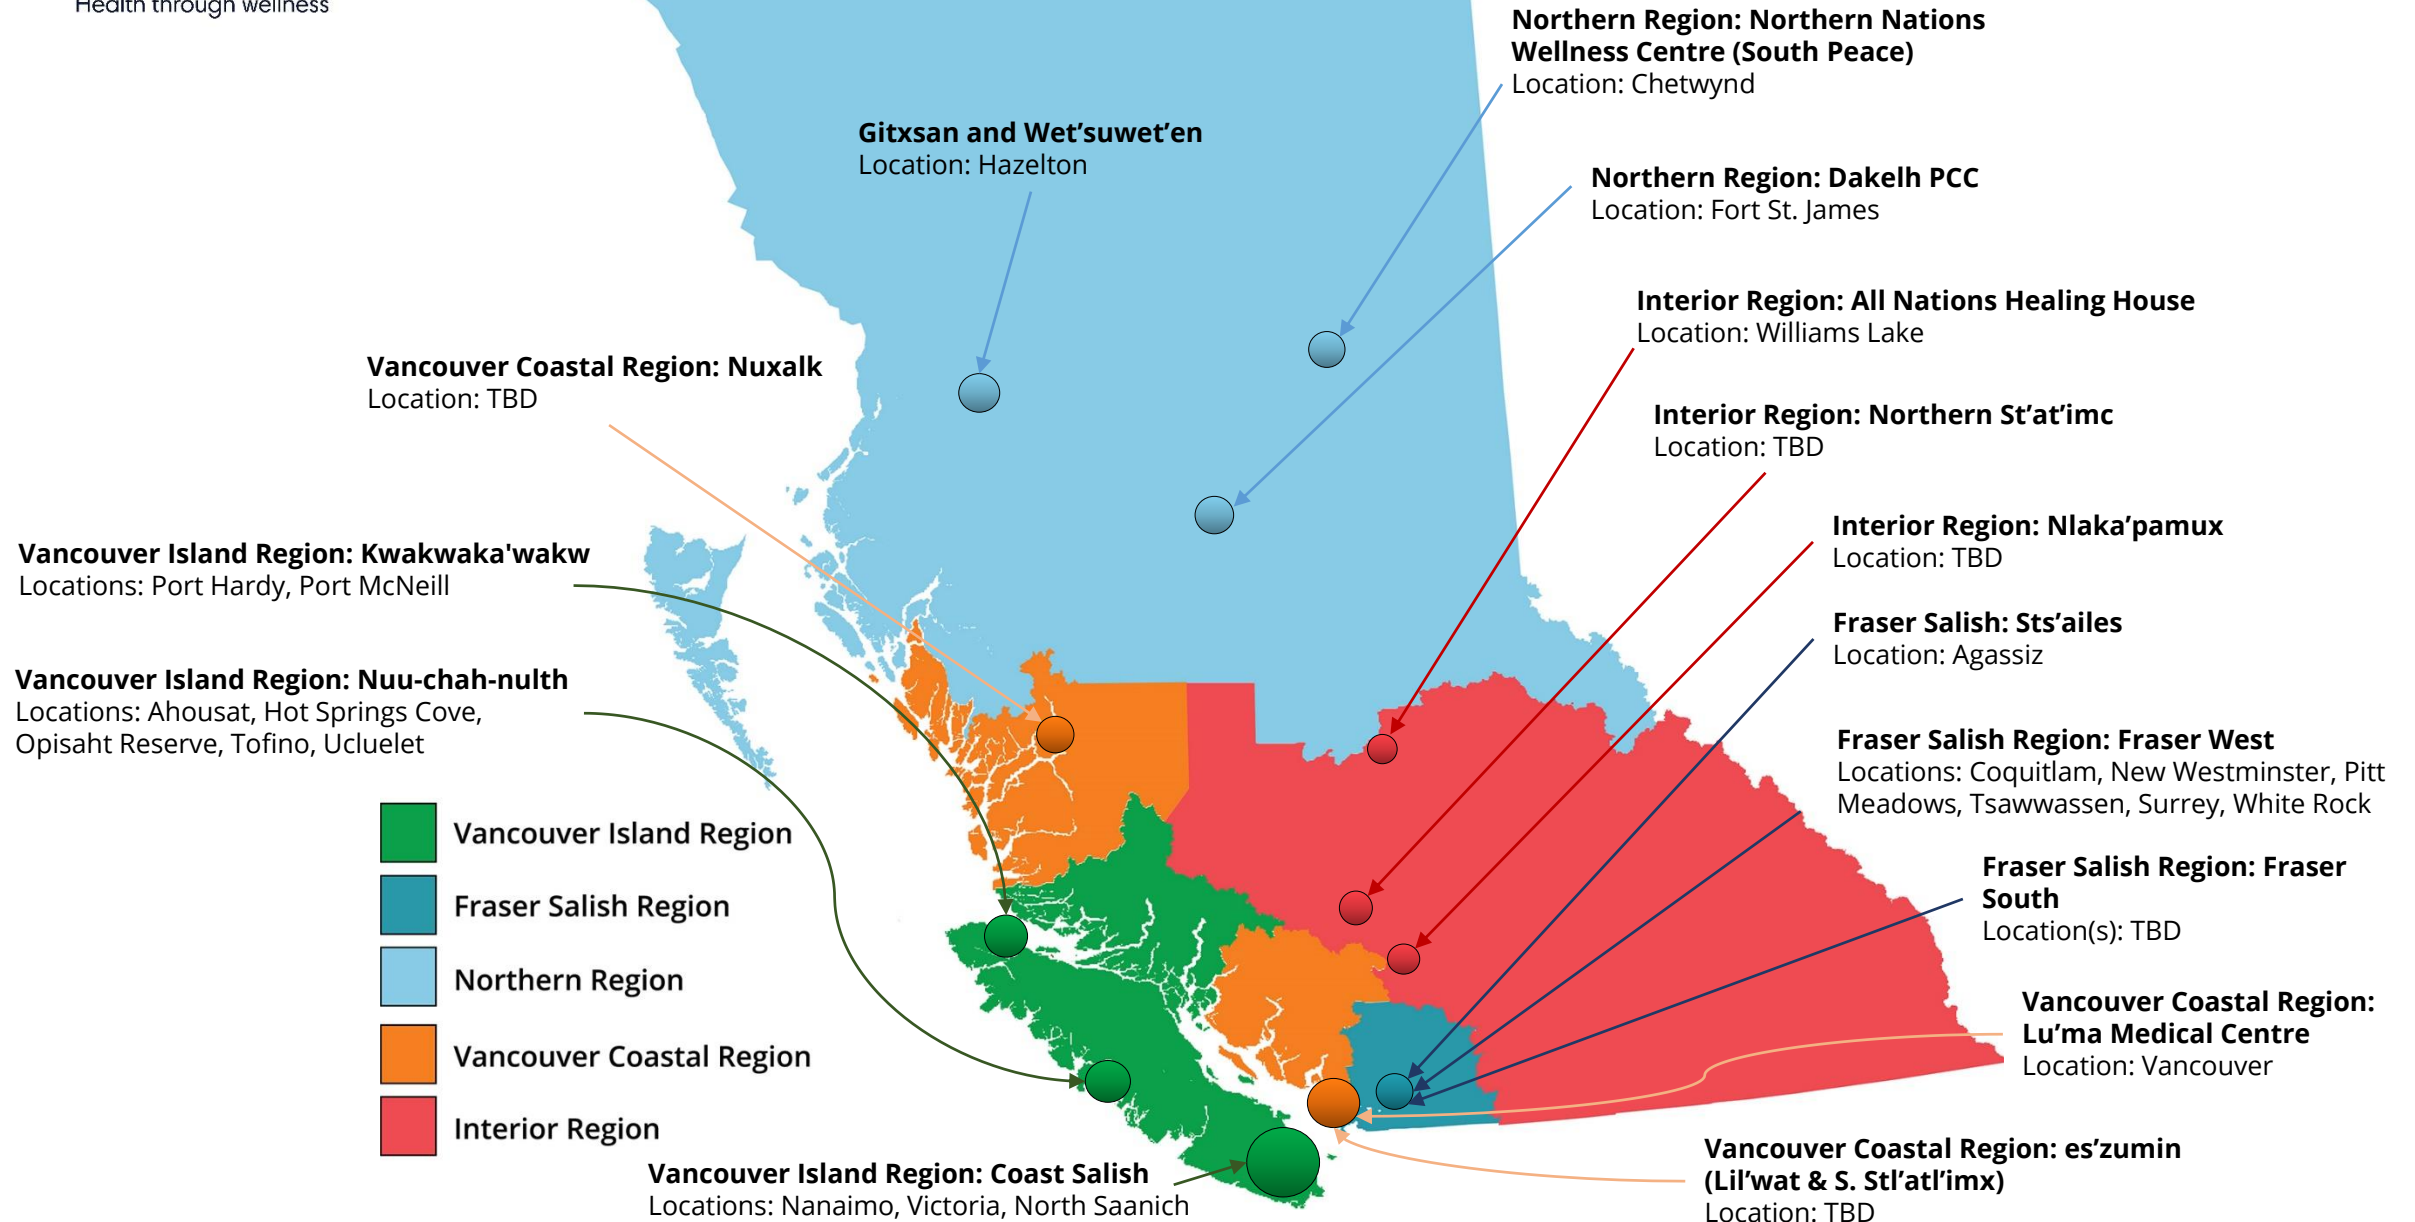 Health through wellness
Northern Region: Northern Nations
Wellness Centre (South Peace)
Location: Chetwynd
Gitxsan and Wet’suwet’en
Location: Hazelton
Northern Region: Dakelh PCC
Location: Fort St. James
Interior Region: All Nations Healing House
Location: Williams Lake
Vancouver Coastal Region: Nuxalk
Location: TBD
Interior Region: Northern St’at’imc
Location: TBD
Interior Region: Nlaka’pamux
Location: TBD
Vancouver Island Region: Kwakwaka'wakw
Locations: Port Hardy, Port McNeill
Fraser Salish: Sts’ailes
Location: Agassiz
Vancouver Island Region: Nuu-chah-nulth
Locations: Ahousat, Hot Springs Cove,
Opisaht Reserve, Tofino, Ucluelet
Fraser Salish Region: Fraser West
Locations: Coquitlam, New Westminster, Pitt
Meadows, Tsawwassen, Surrey, White Rock
Vancouver Island Region
Fraser Salish Region
Northern Region
Vancouver Coastal Region
Interior Region
Fraser Salish Region: Fraser
South
Location(s): TBD
Vancouver Coastal Region:
Lu’ma Medical Centre
Location: Vancouver
Vancouver Coastal Region: es’zumin
(Lil’wat & S. Stl’atl’imx)
Location: TBD
Vancouver Island Region: Coast Salish
Locations: Nanaimo, Victoria, North Saanich